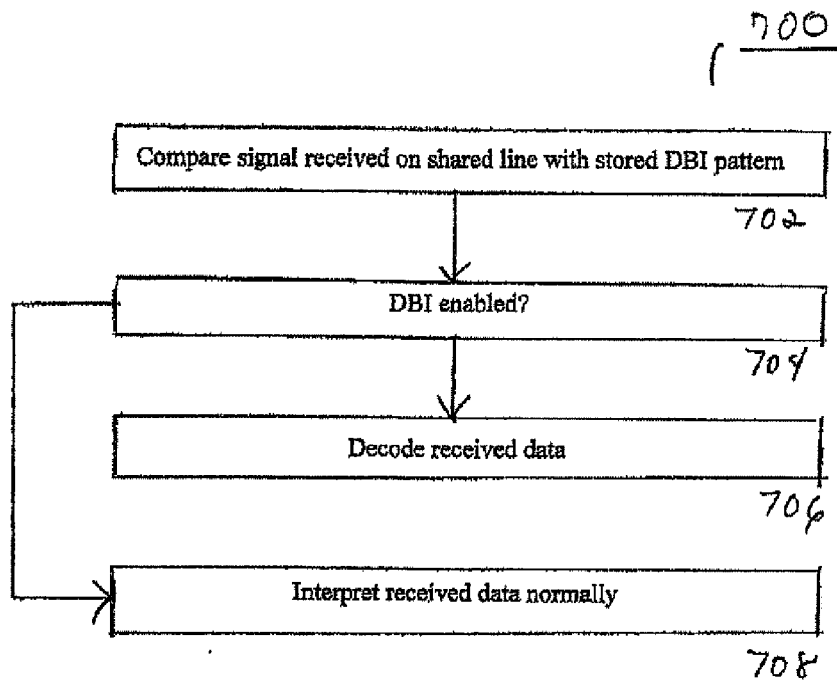 700
Compare signal received on shared line with stored DBI pattern
702
DBI enabled?
704
Decode received data
706
Interpret received data normally
708